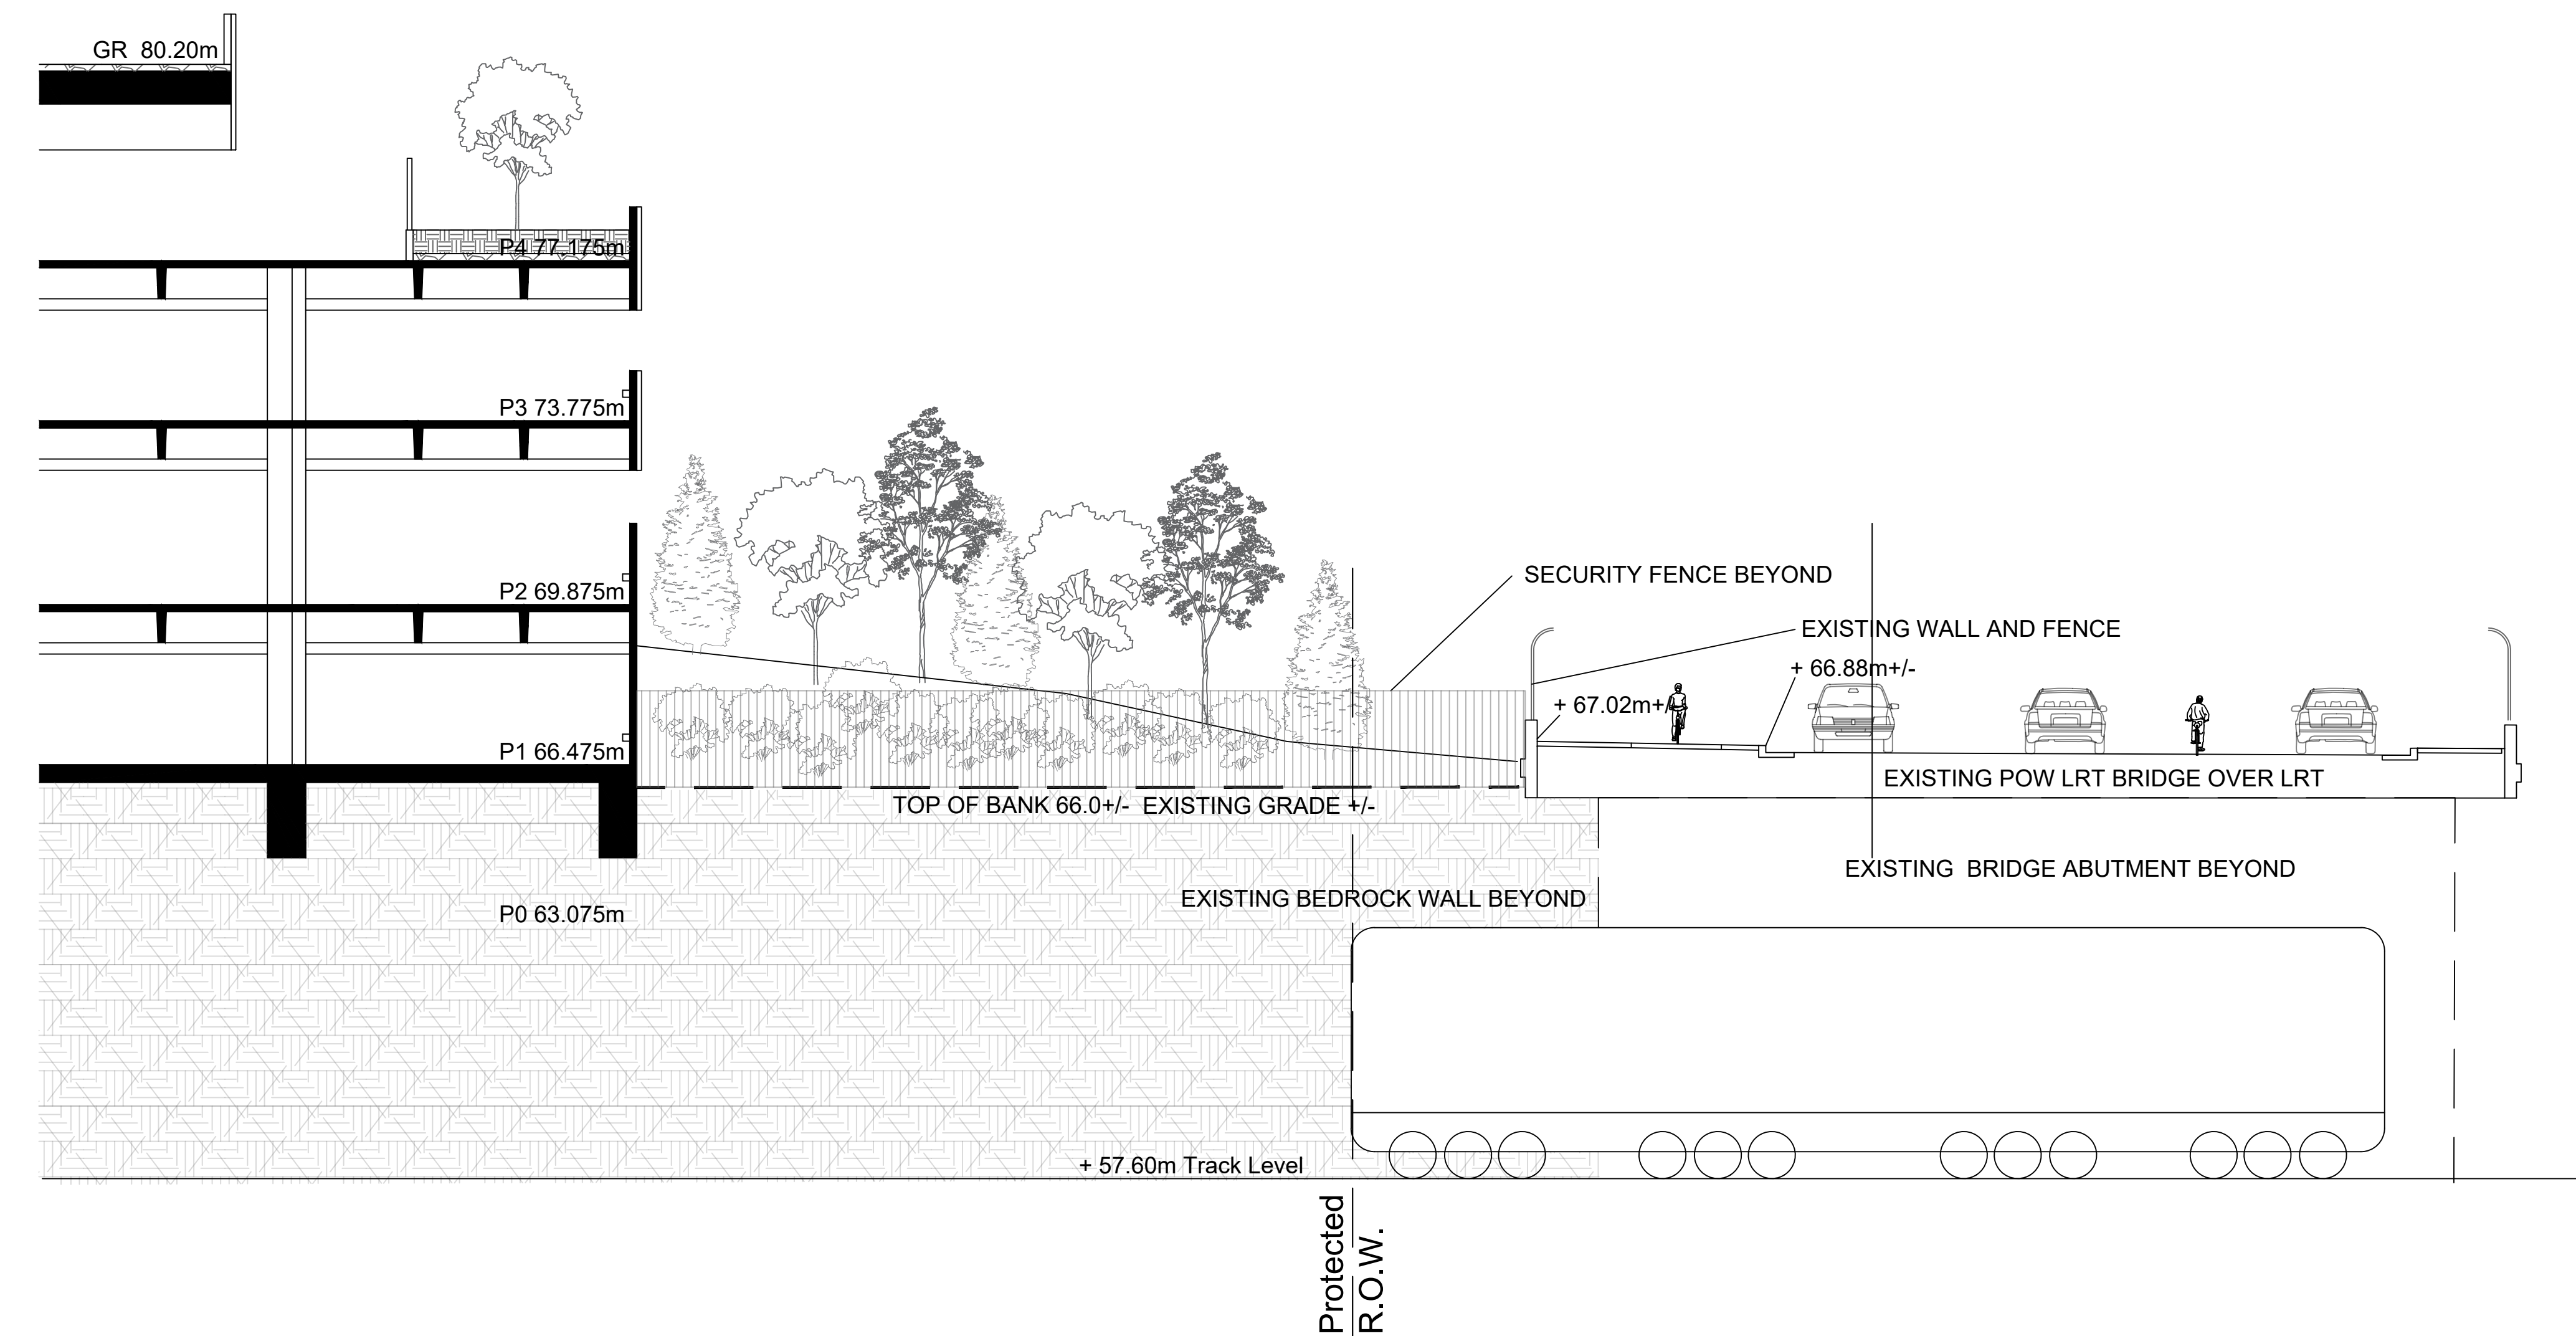 GR 80.20m
P4 77.175m
P3 73.775m
P2 69.875m
P1 66.475m
P0 63.075m
SECURITY FENCE BEYOND
EXISTING WALL AND FENCE
+ 66.88m+/-
+ 67.02m+/-
EXISTING POW LRT BRIDGE OVER LRT
TOP OF BANK 66.0+/- EXISTING GRADE +/-
EXISTING BRIDGE ABUTMENT BEYOND
EXISTING BEDROCK WALL BEYOND
+ 57.60m Track Level
Protected
R.O.W.